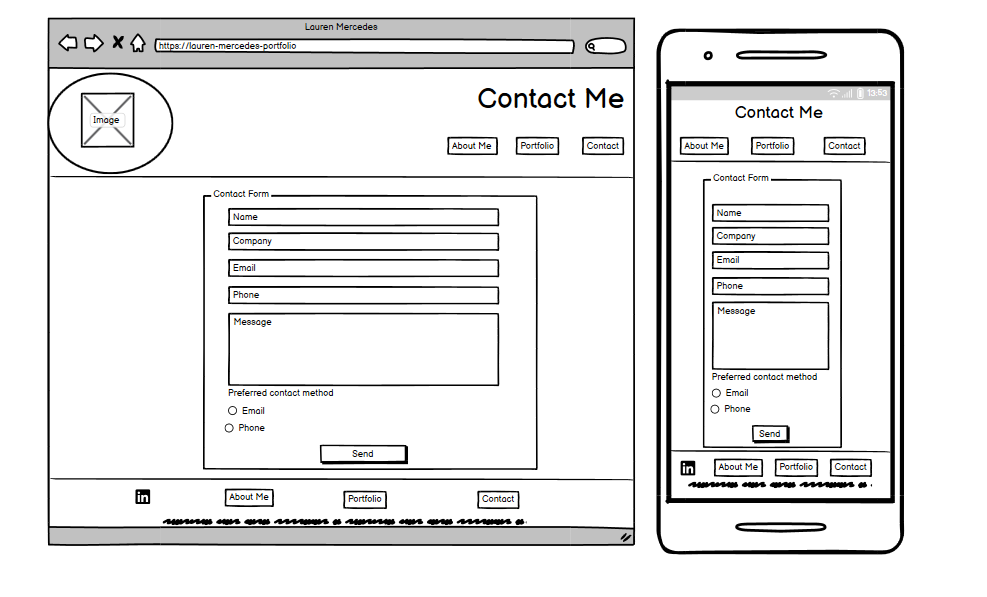 Lauren Mercedes
https://lauren-mercedes-portfolio
Image
Contact Me
About Me
Portfolio
Contact
Contact Form
Name
Company
Email
Phone
Message
Preferred contact method
Email
Phone
Send
in
About Me
Portfolio
Contact
13:53
Contact Me
About Me
Portfolio
Contact
Contact Form
Name
Company
Email
Phone
Message
Preferred contact method
Email
Phone
Send
in
About Me
Portfolio
Contact